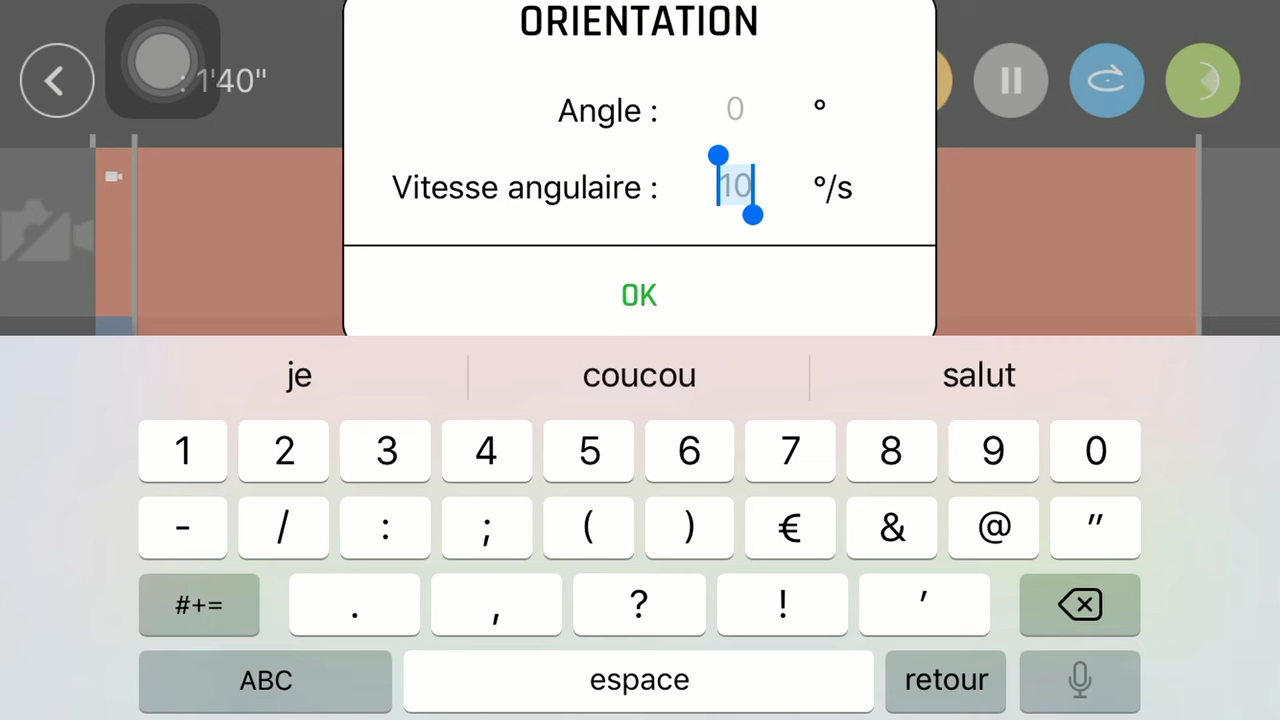 ORIENTATION
: 1'40"
Angle : 0 °
Vitesse angulaire : 10 °/s
OK
je coucou salut
1 2 3 4 5 6 7 8 9 0
- / : ; ( ) € & @ "
#+= . , ? ! '
ABC espace retour